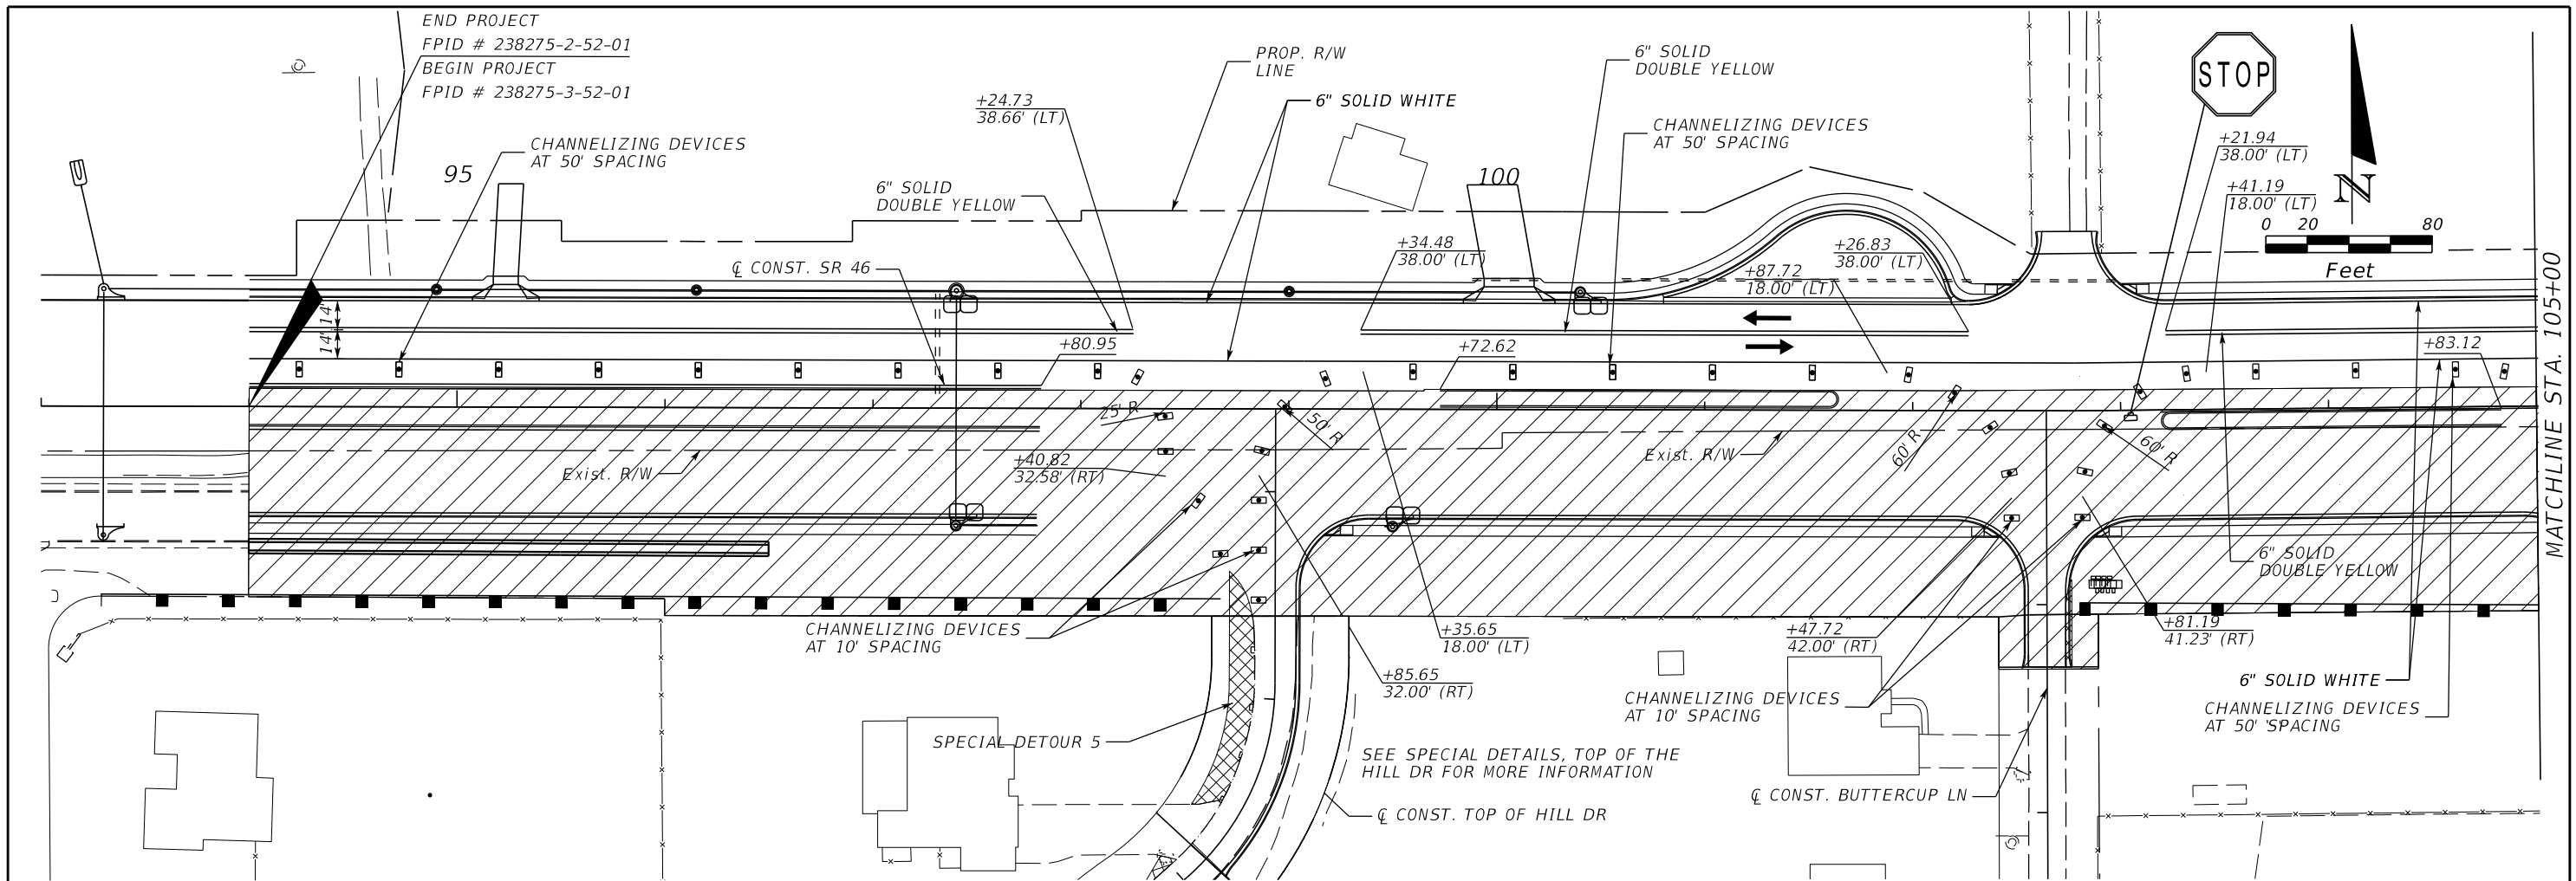 END PROJECT
FPID # 238275-2-52-01
BEGIN PROJECT
FPID # 238275-3-52-01
CHANNELIZING DEVICES
AT 50' SPACING
95
+24.73
38.66' (LT)
6" SOLID
DOUBLE YELLOW
℄ CONST. SR 46
PROP. R/W
LINE
6" SOLID WHITE
6" SOLID
DOUBLE YELLOW
CHANNELIZING DEVICES
AT 50' SPACING
100
+34.48
38.00' (LT)
+87.72
18.00' (LT)
+26.83
38.00' (LT)
STOP
+21.94
38.00' (LT)
+41.19
18.00' (LT)
N
0 20 80
Feet
MATCHLINE STA. 105+00
14'
14'
+80.95
+72.62
+83.12
25' R
50' R
60' R
60' R
Exist. R/W
+40.82
32.58' (RT)
Exist. R/W
6" SOLID
DOUBLE YELLOW
CHANNELIZING DEVICES
AT 10' SPACING
+35.65
18.00' (LT)
+85.65
32.00' (RT)
+47.72
42.00' (RT)
+81.19
41.23' (RT)
CHANNELIZING DEVICES
AT 10' SPACING
6" SOLID WHITE
CHANNELIZING DEVICES
AT 50' SPACING
SPECIAL DETOUR 5
SEE SPECIAL DETAILS, TOP OF THE
HILL DR FOR MORE INFORMATION
℄ CONST. BUTTERCUP LN
℄ CONST. TOP OF HILL DR